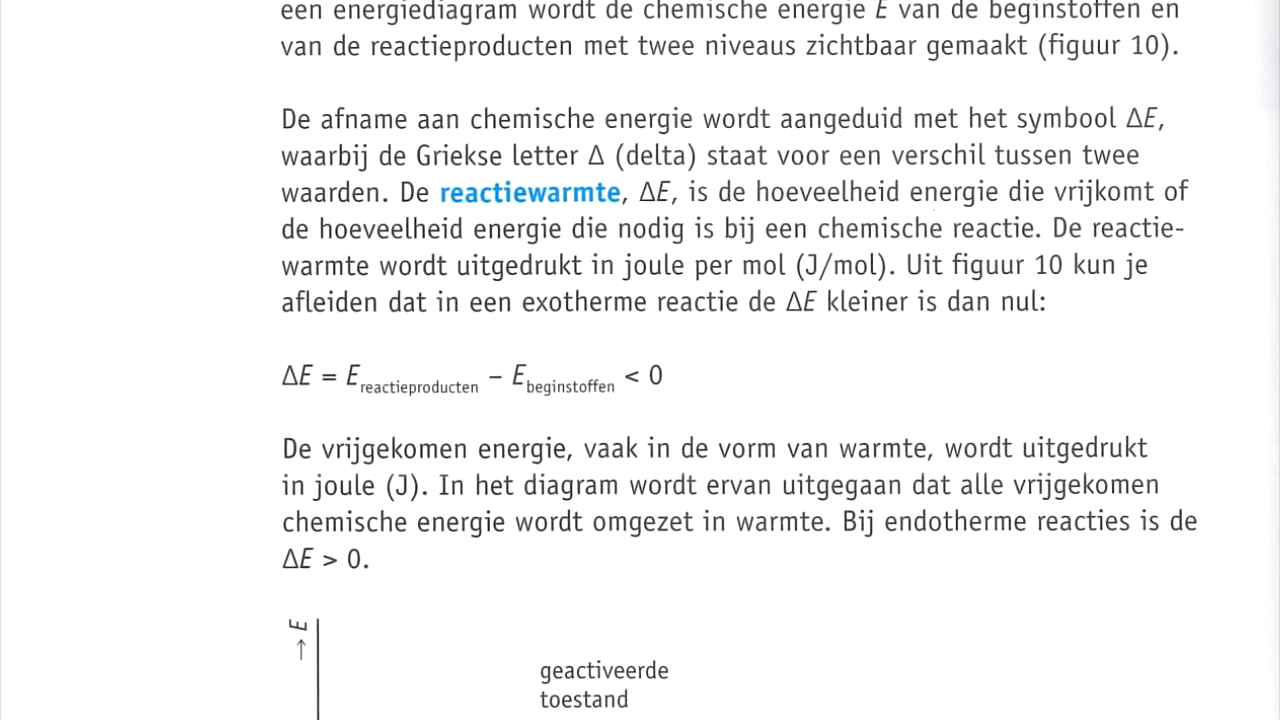 een energiediagram wordt de chemische energie E van de beginstoffen en
van de reactieproducten met twee niveaus zichtbaar gemaakt (figuur 10).
De afname aan chemische energie wordt aangeduid met het symbool ΔE,
waarbij de Griekse letter Δ (delta) staat voor een verschil tussen twee
waarden. De reactiewarmte, ΔE, is de hoeveelheid energie die vrijkomt of
de hoeveelheid energie die nodig is bij een chemische reactie. De reactie-
warmte wordt uitgedrukt in joule per mol (J/mol). Uit figuur 10 kun je
afleiden dat in een exotherme reactie de ΔE kleiner is dan nul:
ΔE = E reactieproducten – E beginstoffen < 0
De vrijgekomen energie, vaak in de vorm van warmte, wordt uitgedrukt
in joule (J). In het diagram wordt ervan uitgegaan dat alle vrijgekomen
chemische energie wordt omgezet in warmte. Bij endotherme reacties is de
ΔE > 0.
→ E
geactiveerde
toestand